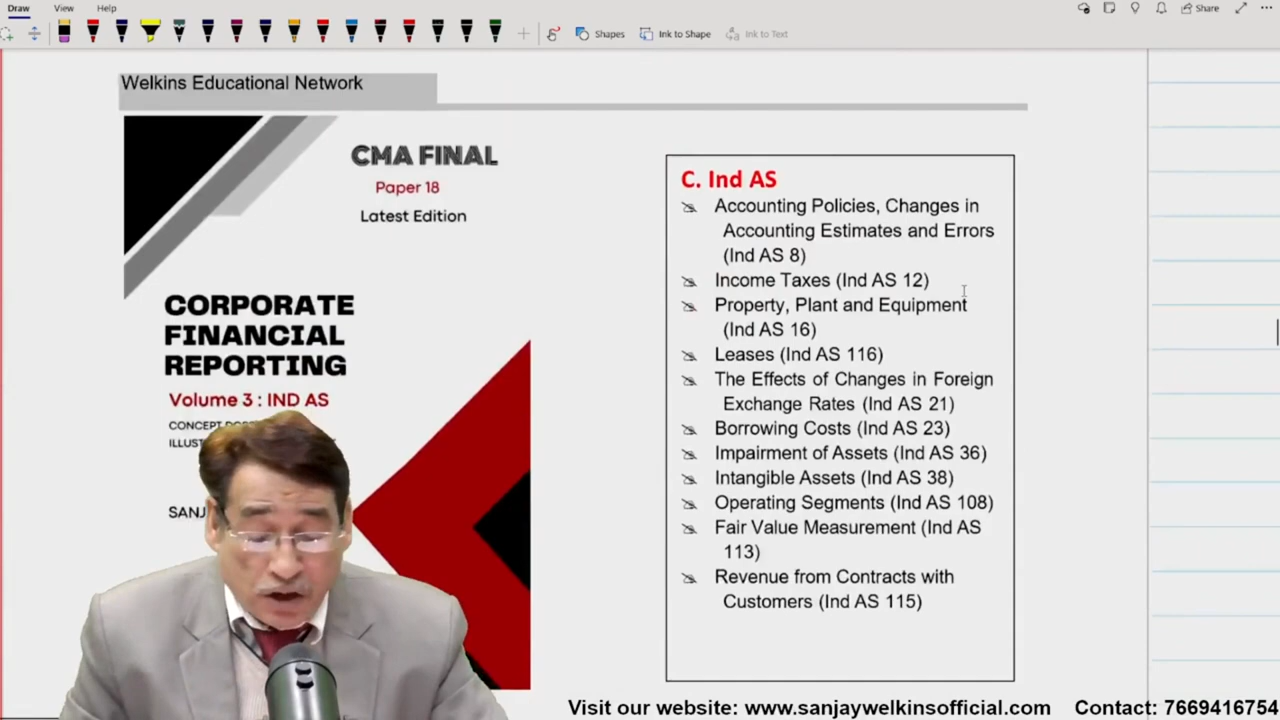 Draw View Help
Share
Shapes Ink to Shape Ink to Text
Welkins Educational Network
CMA FINAL
Paper 18
Latest Edition
CORPORATE
FINANCIAL
REPORTING
Volume 3 : IND AS
CONCEPT
ILLUST
SANJ
C. Ind AS
Accounting Policies, Changes in
Accounting Estimates and Errors
(Ind AS 8)
Income Taxes (Ind AS 12)
Property, Plant and Equipment
(Ind AS 16)
Leases (Ind AS 116)
The Effects of Changes in Foreign
Exchange Rates (Ind AS 21)
Borrowing Costs (Ind AS 23)
Impairment of Assets (Ind AS 36)
Intangible Assets (Ind AS 38)
Operating Segments (Ind AS 108)
Fair Value Measurement (Ind AS
113)
Revenue from Contracts with
Customers (Ind AS 115)
Visit our website: www.sanjaywelkinsofficial.com Contact: 7669416754